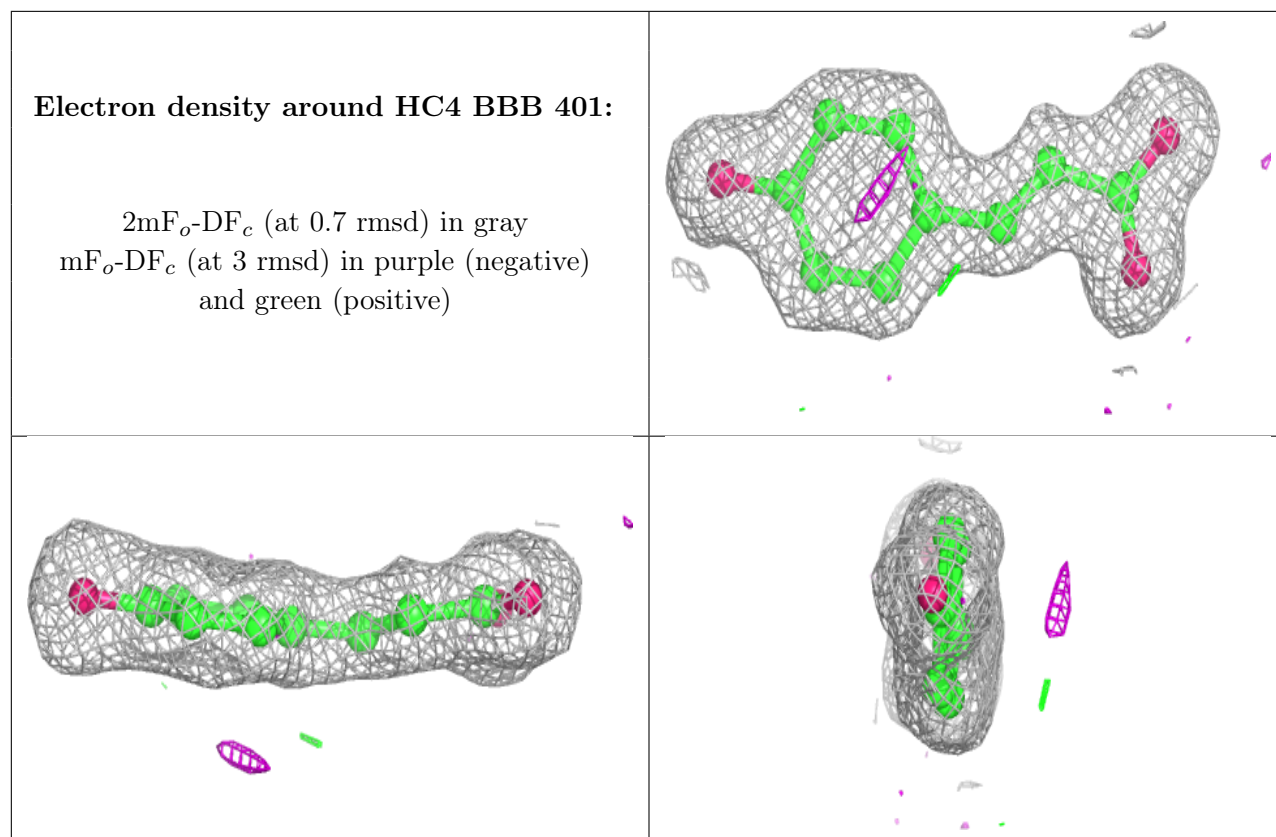 Electron density around HC4 BBB 401:
2mFₒ-DF𝒸 (at 0.7 rmsd) in gray
mFₒ-DF𝒸 (at 3 rmsd) in purple (negative)
and green (positive)